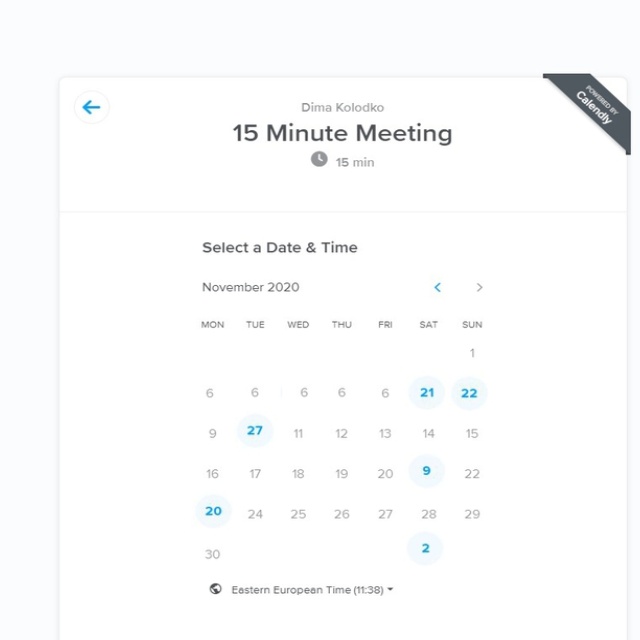 POWERED BY
Calendly
Dima Kolodko
15 Minute Meeting
15 min
Select a Date & Time
November 2020
MON TUE WED THU FRI SAT SUN
1
6 6 6 6 6 21 22
9 27 11 12 13 14 15
16 17 18 19 20 9 22
20 24 25 26 27 28 29
30 2
Eastern European Time (11:38)